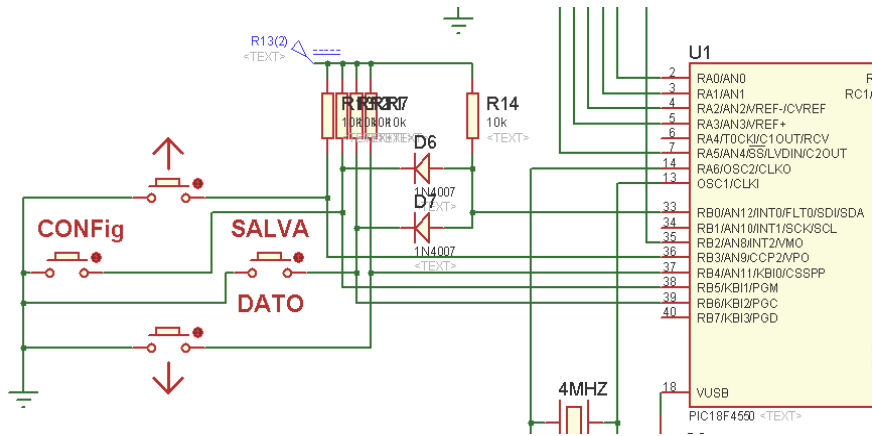 R13(2)
<TEXT>
R14
10k
<TEXT>
D6
1N4007
<TEXT>
D7
1N4007
<TEXT>
CONFig
SALVA
DATO
4MHZ
U1
2 RA0/AN0
3 RA1/AN1 RC1/
4 RA2/AN2/VREF-/CVREF
5 RA3/AN3/VREF+
6 RA4/T0CKI/C1OUT/RCV
7 RA5/AN4/SS/LVDIN/C2OUT
14 RA6/OSC2/CLKO
13 OSC1/CLKI
33 RB0/AN12/INT0/FLT0/SDI/SDA
34 RB1/AN10/INT1/SCK/SCL
35 RB2/AN8/INT2/VMO
36 RB3/AN9/CCP2/VPO
37 RB4/AN11/KBI0/CSSPP
38 RB5/KBI1/PGM
39 RB6/KBI2/PGC
40 RB7/KBI3/PGD
18 VUSB
PIC18F4550 <TEXT>